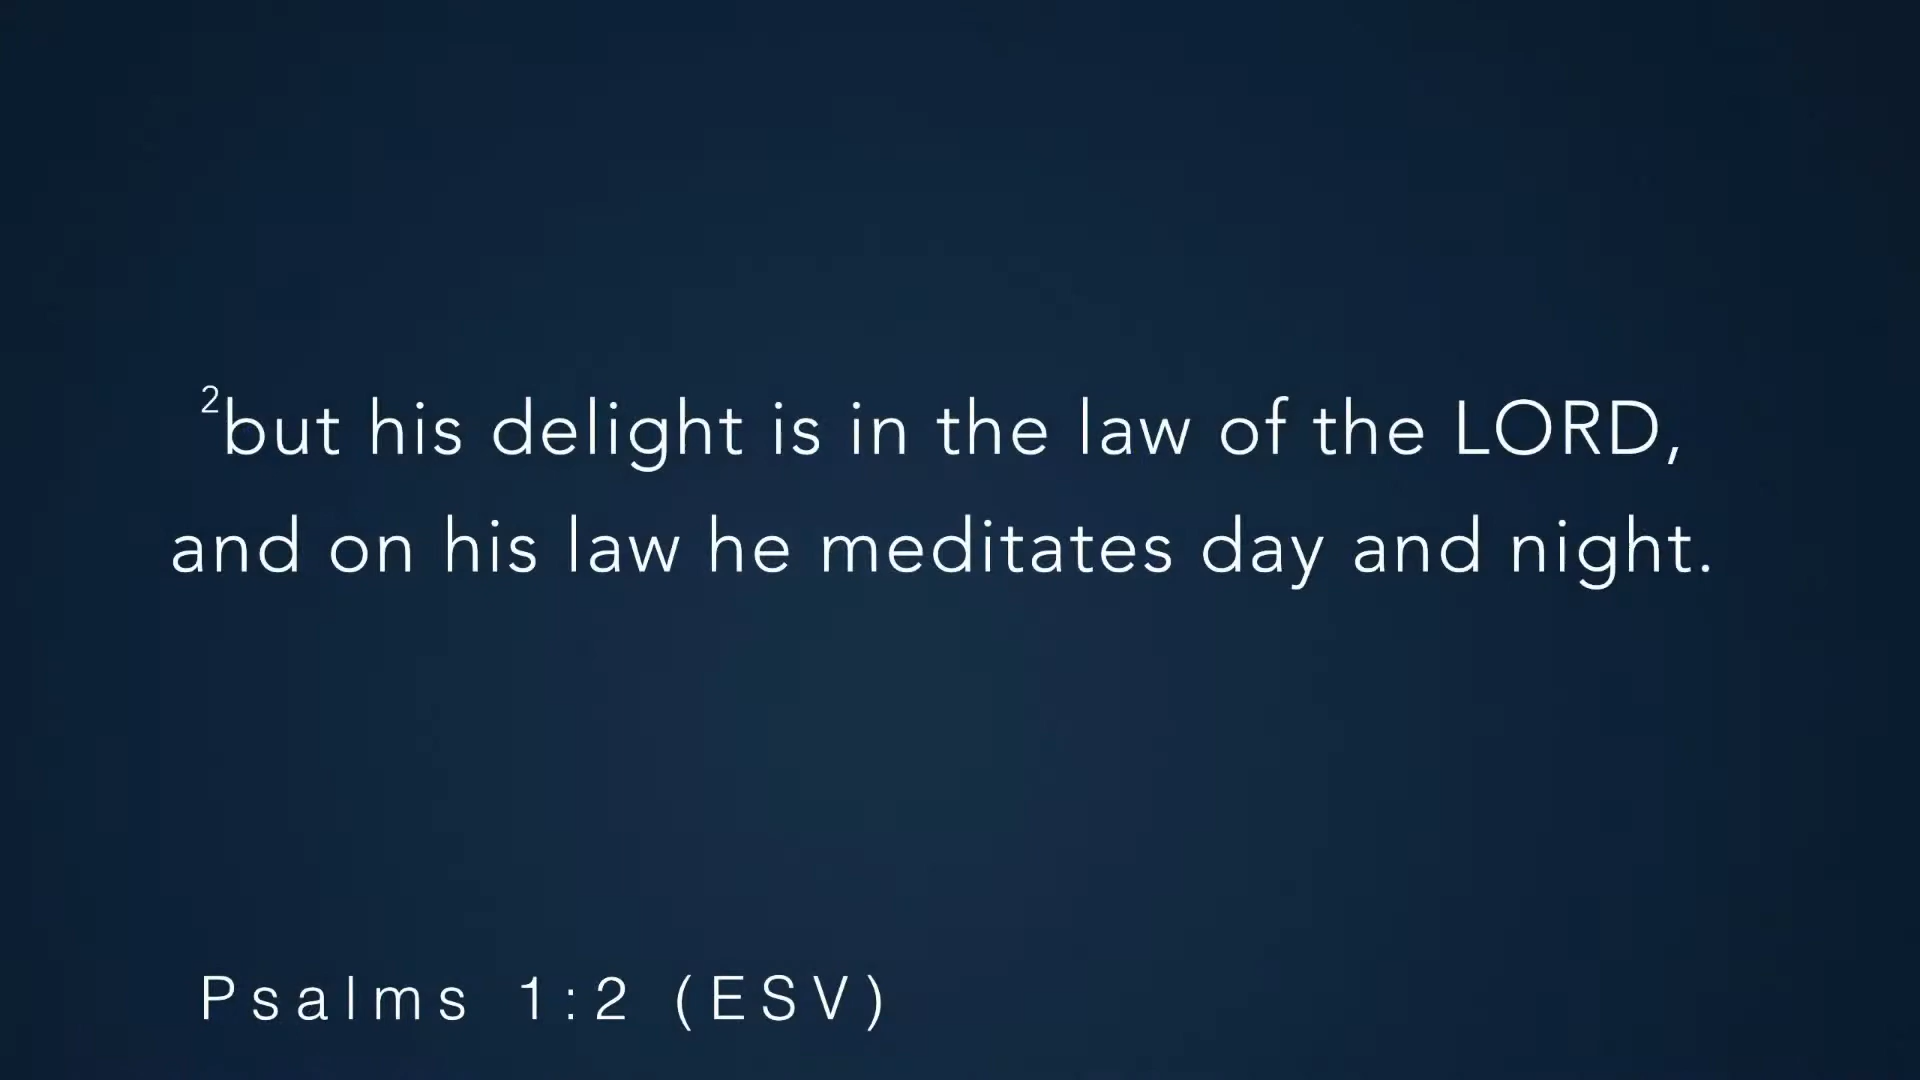 ²but his delight is in the law of the LORD,
and on his law he meditates day and night.
Psalms 1:2 (ESV)